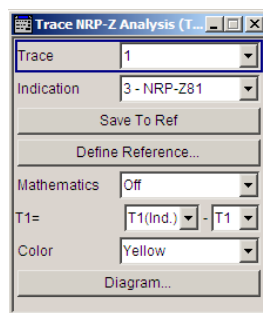 Trace NRP-Z Analysis (T...
Trace 1
Indication 3 - NRP-Z81
Save To Ref
Define Reference...
Mathematics Off
T1= T1(Ind.) - T1
Color Yellow
Diagram...